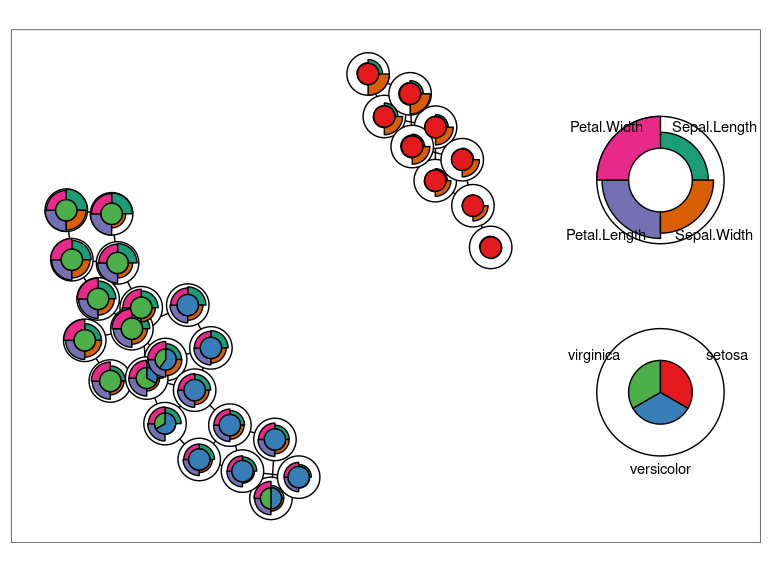 Petal.Width Sepal.Length
Petal.Length Sepal.Width
virginica setosa
versicolor